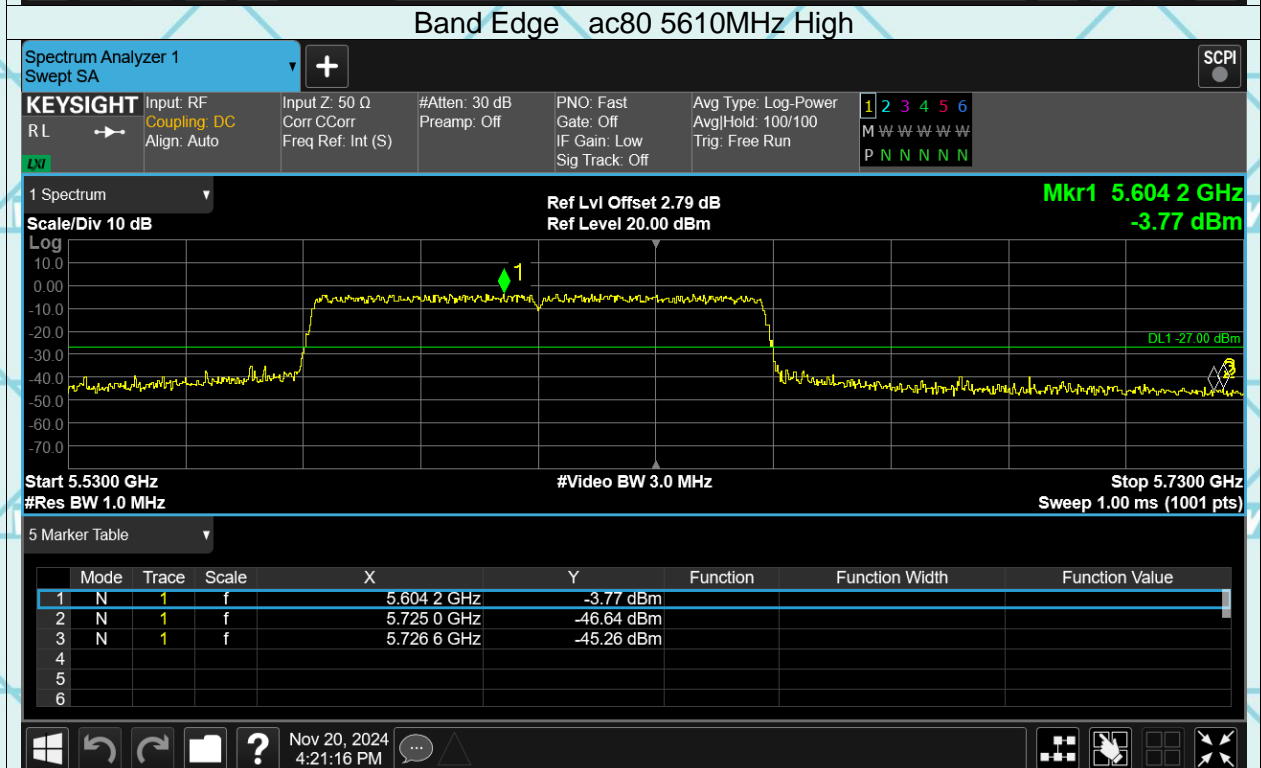 Band Edge ac80 5610MHz High
Spectrum Analyzer 1
Swept SA
+
SCPI
KEYSIGHT
R L
LXI
Input: RF
Coupling: DC
Align: Auto
Input Z: 50 Ω
Corr CCorr
Freq Ref: Int (S)
#Atten: 30 dB
Preamp: Off
PNO: Fast
Gate: Off
IF Gain: Low
Sig Track: Off
Avg Type: Log-Power
Avg|Hold: 100/100
Trig: Free Run
1 2 3 4 5 6
M W W W W W
P N N N N N
1 Spectrum
Scale/Div 10 dB
Ref Lvl Offset 2.79 dB
Ref Level 20.00 dBm
Mkr1 5.604 2 GHz
-3.77 dBm
Log
10.0
0.00
-10.0
-20.0
-30.0
-40.0
-50.0
-60.0
-70.0
1
DL1 -27.00 dBm
Start 5.5300 GHz
#Video BW 3.0 MHz
Stop 5.7300 GHz
#Res BW 1.0 MHz
Sweep 1.00 ms (1001 pts)
5 Marker Table
Mode Trace Scale X Y Function Function Width Function Value
1 N 1 f 5.604 2 GHz -3.77 dBm
2 N 1 f 5.725 0 GHz -46.64 dBm
3 N 1 f 5.726 6 GHz -45.26 dBm
4
5
6
?
Nov 20, 2024
4:21:16 PM